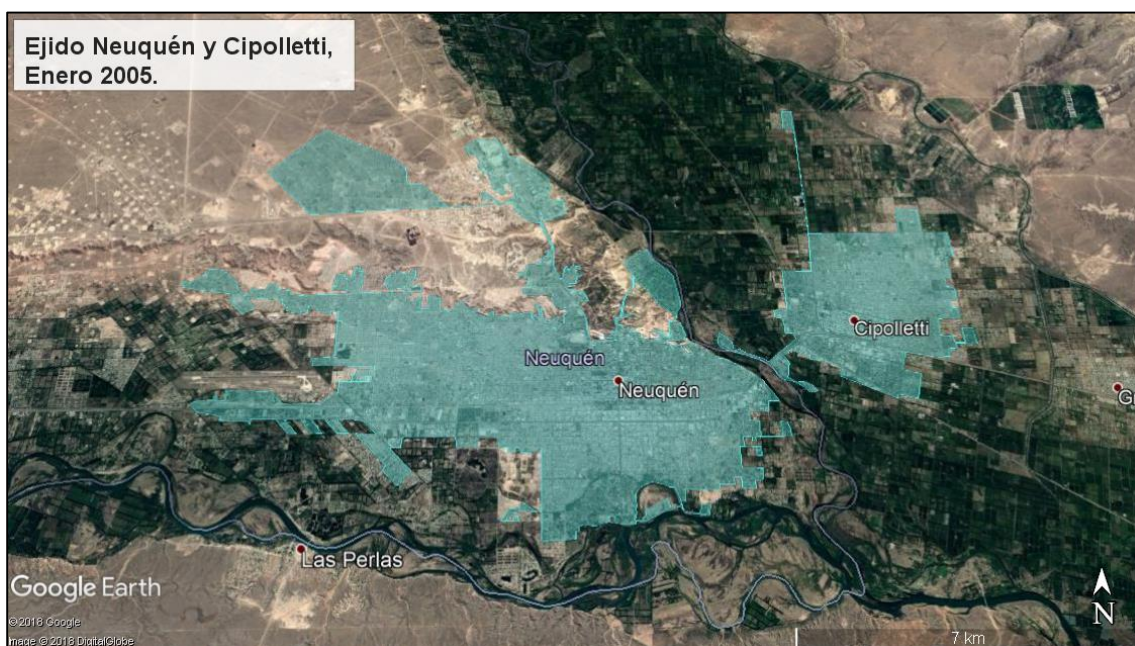 Ejido Neuquén y Cipolletti,
Enero 2005.
Cipolletti
Neuquén
Neuquén
G
Las Perlas
Google Earth
N
©2018 Google
Image © 2018 DigitalGlobe
7 km